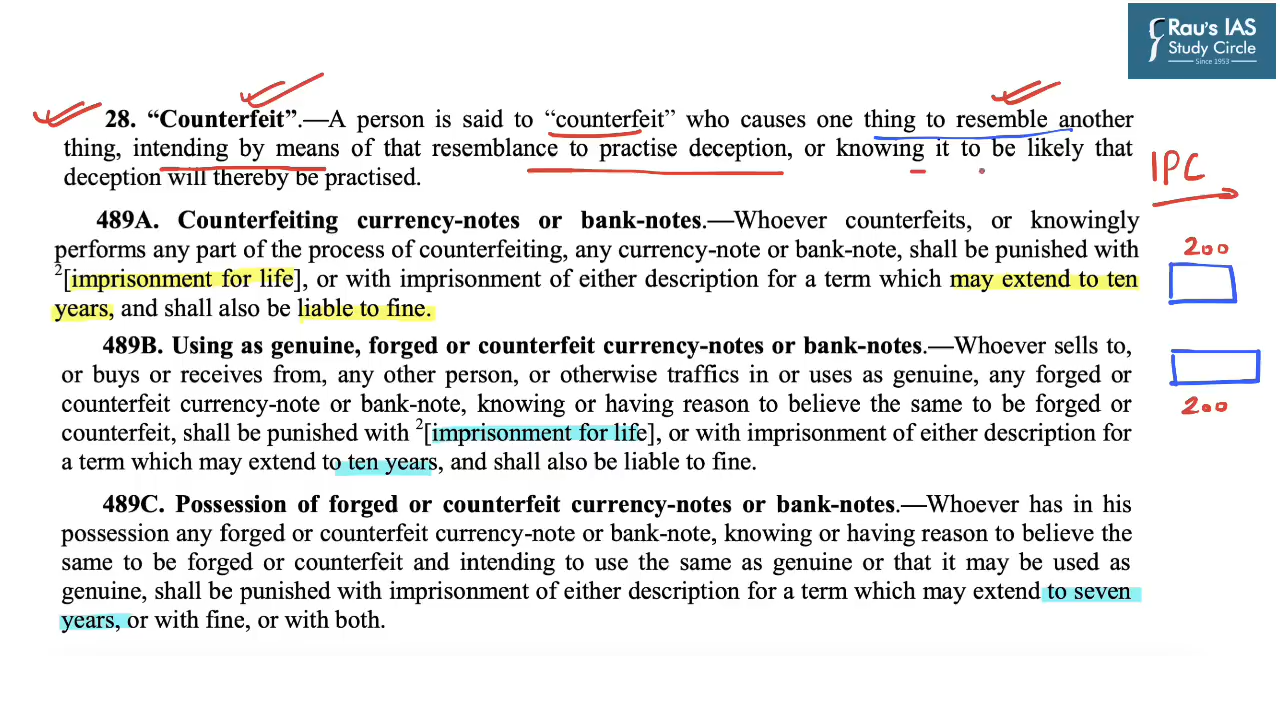 Rau's IAS
Study Circle
Since 1953
28. “Counterfeit”.—A person is said to “counterfeit” who causes one thing to resemble another
thing, intending by means of that resemblance to practise deception, or knowing it to be likely that
deception will thereby be practised.
IPC
489A. Counterfeiting currency-notes or bank-notes.—Whoever counterfeits, or knowingly
performs any part of the process of counterfeiting, any currency-note or bank-note, shall be punished with
2[imprisonment for life], or with imprisonment of either description for a term which may extend to ten
years, and shall also be liable to fine.
200
489B. Using as genuine, forged or counterfeit currency-notes or bank-notes.—Whoever sells to,
or buys or receives from, any other person, or otherwise traffics in or uses as genuine, any forged or
counterfeit currency-note or bank-note, knowing or having reason to believe the same to be forged or
counterfeit, shall be punished with 2[imprisonment for life], or with imprisonment of either description for
a term which may extend to ten years, and shall also be liable to fine.
200
489C. Possession of forged or counterfeit currency-notes or bank-notes.—Whoever has in his
possession any forged or counterfeit currency-note or bank-note, knowing or having reason to believe the
same to be forged or counterfeit and intending to use the same as genuine or that it may be used as
genuine, shall be punished with imprisonment of either description for a term which may extend to seven
years, or with fine, or with both.